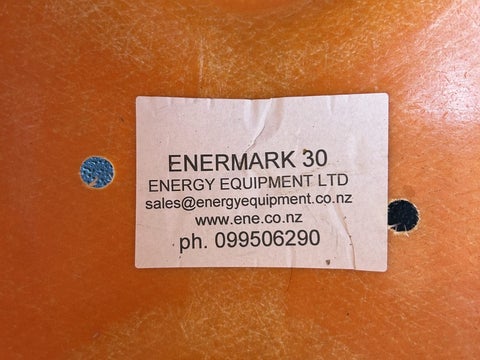 ENERMARK 30
ENERGY EQUIPMENT LTD
sales@energyequipment.co.nz
www.ene.co.nz
ph. 099506290